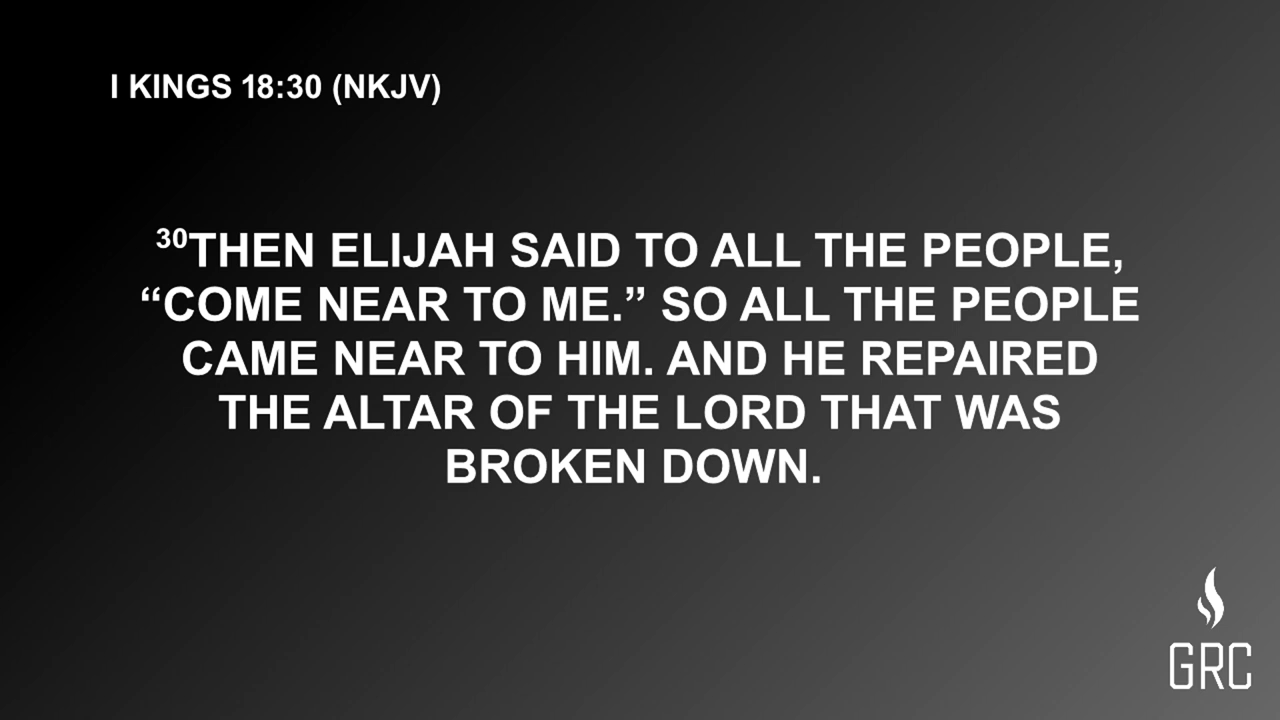 I KINGS 18:30 (NKJV)
30THEN ELIJAH SAID TO ALL THE PEOPLE,
“COME NEAR TO ME.” SO ALL THE PEOPLE
CAME NEAR TO HIM. AND HE REPAIRED
THE ALTAR OF THE LORD THAT WAS
BROKEN DOWN.
GRC